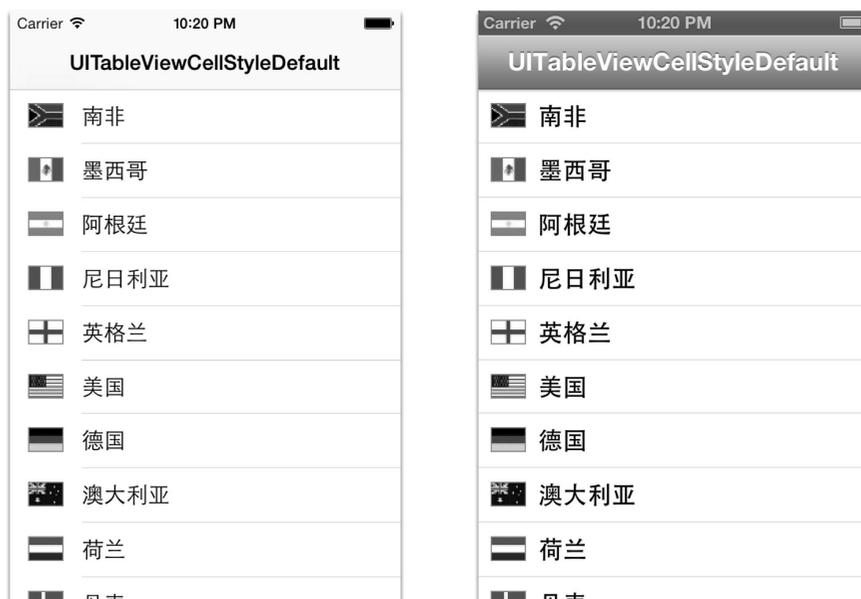 Carrier 10:20 PM
UITableViewCellStyleDefault
南非
墨西哥
阿根廷
尼日利亚
英格兰
美国
德国
澳大利亚
荷兰
Carrier 10:20 PM
UITableViewCellStyleDefault
南非
墨西哥
阿根廷
尼日利亚
英格兰
美国
德国
澳大利亚
荷兰